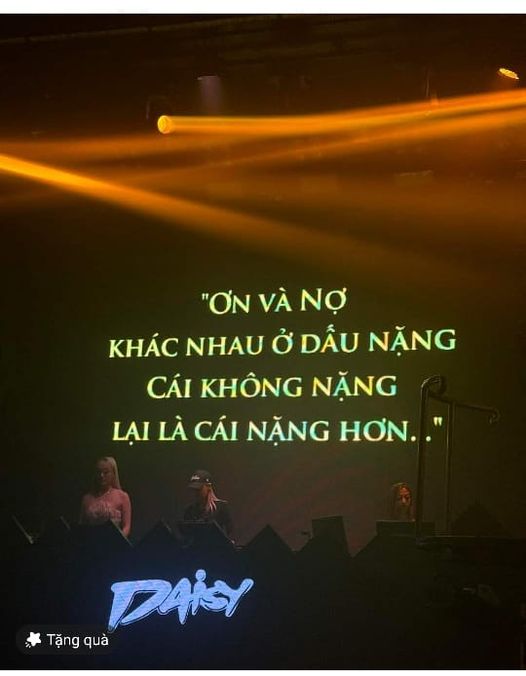 "ƠN VÀ NỢ
KHÁC NHAU Ở DẤU NẶNG
CÁI KHÔNG NẶNG
LẠI LÀ CÁI NẶNG HƠN.."
DAiSY
Tặng quà